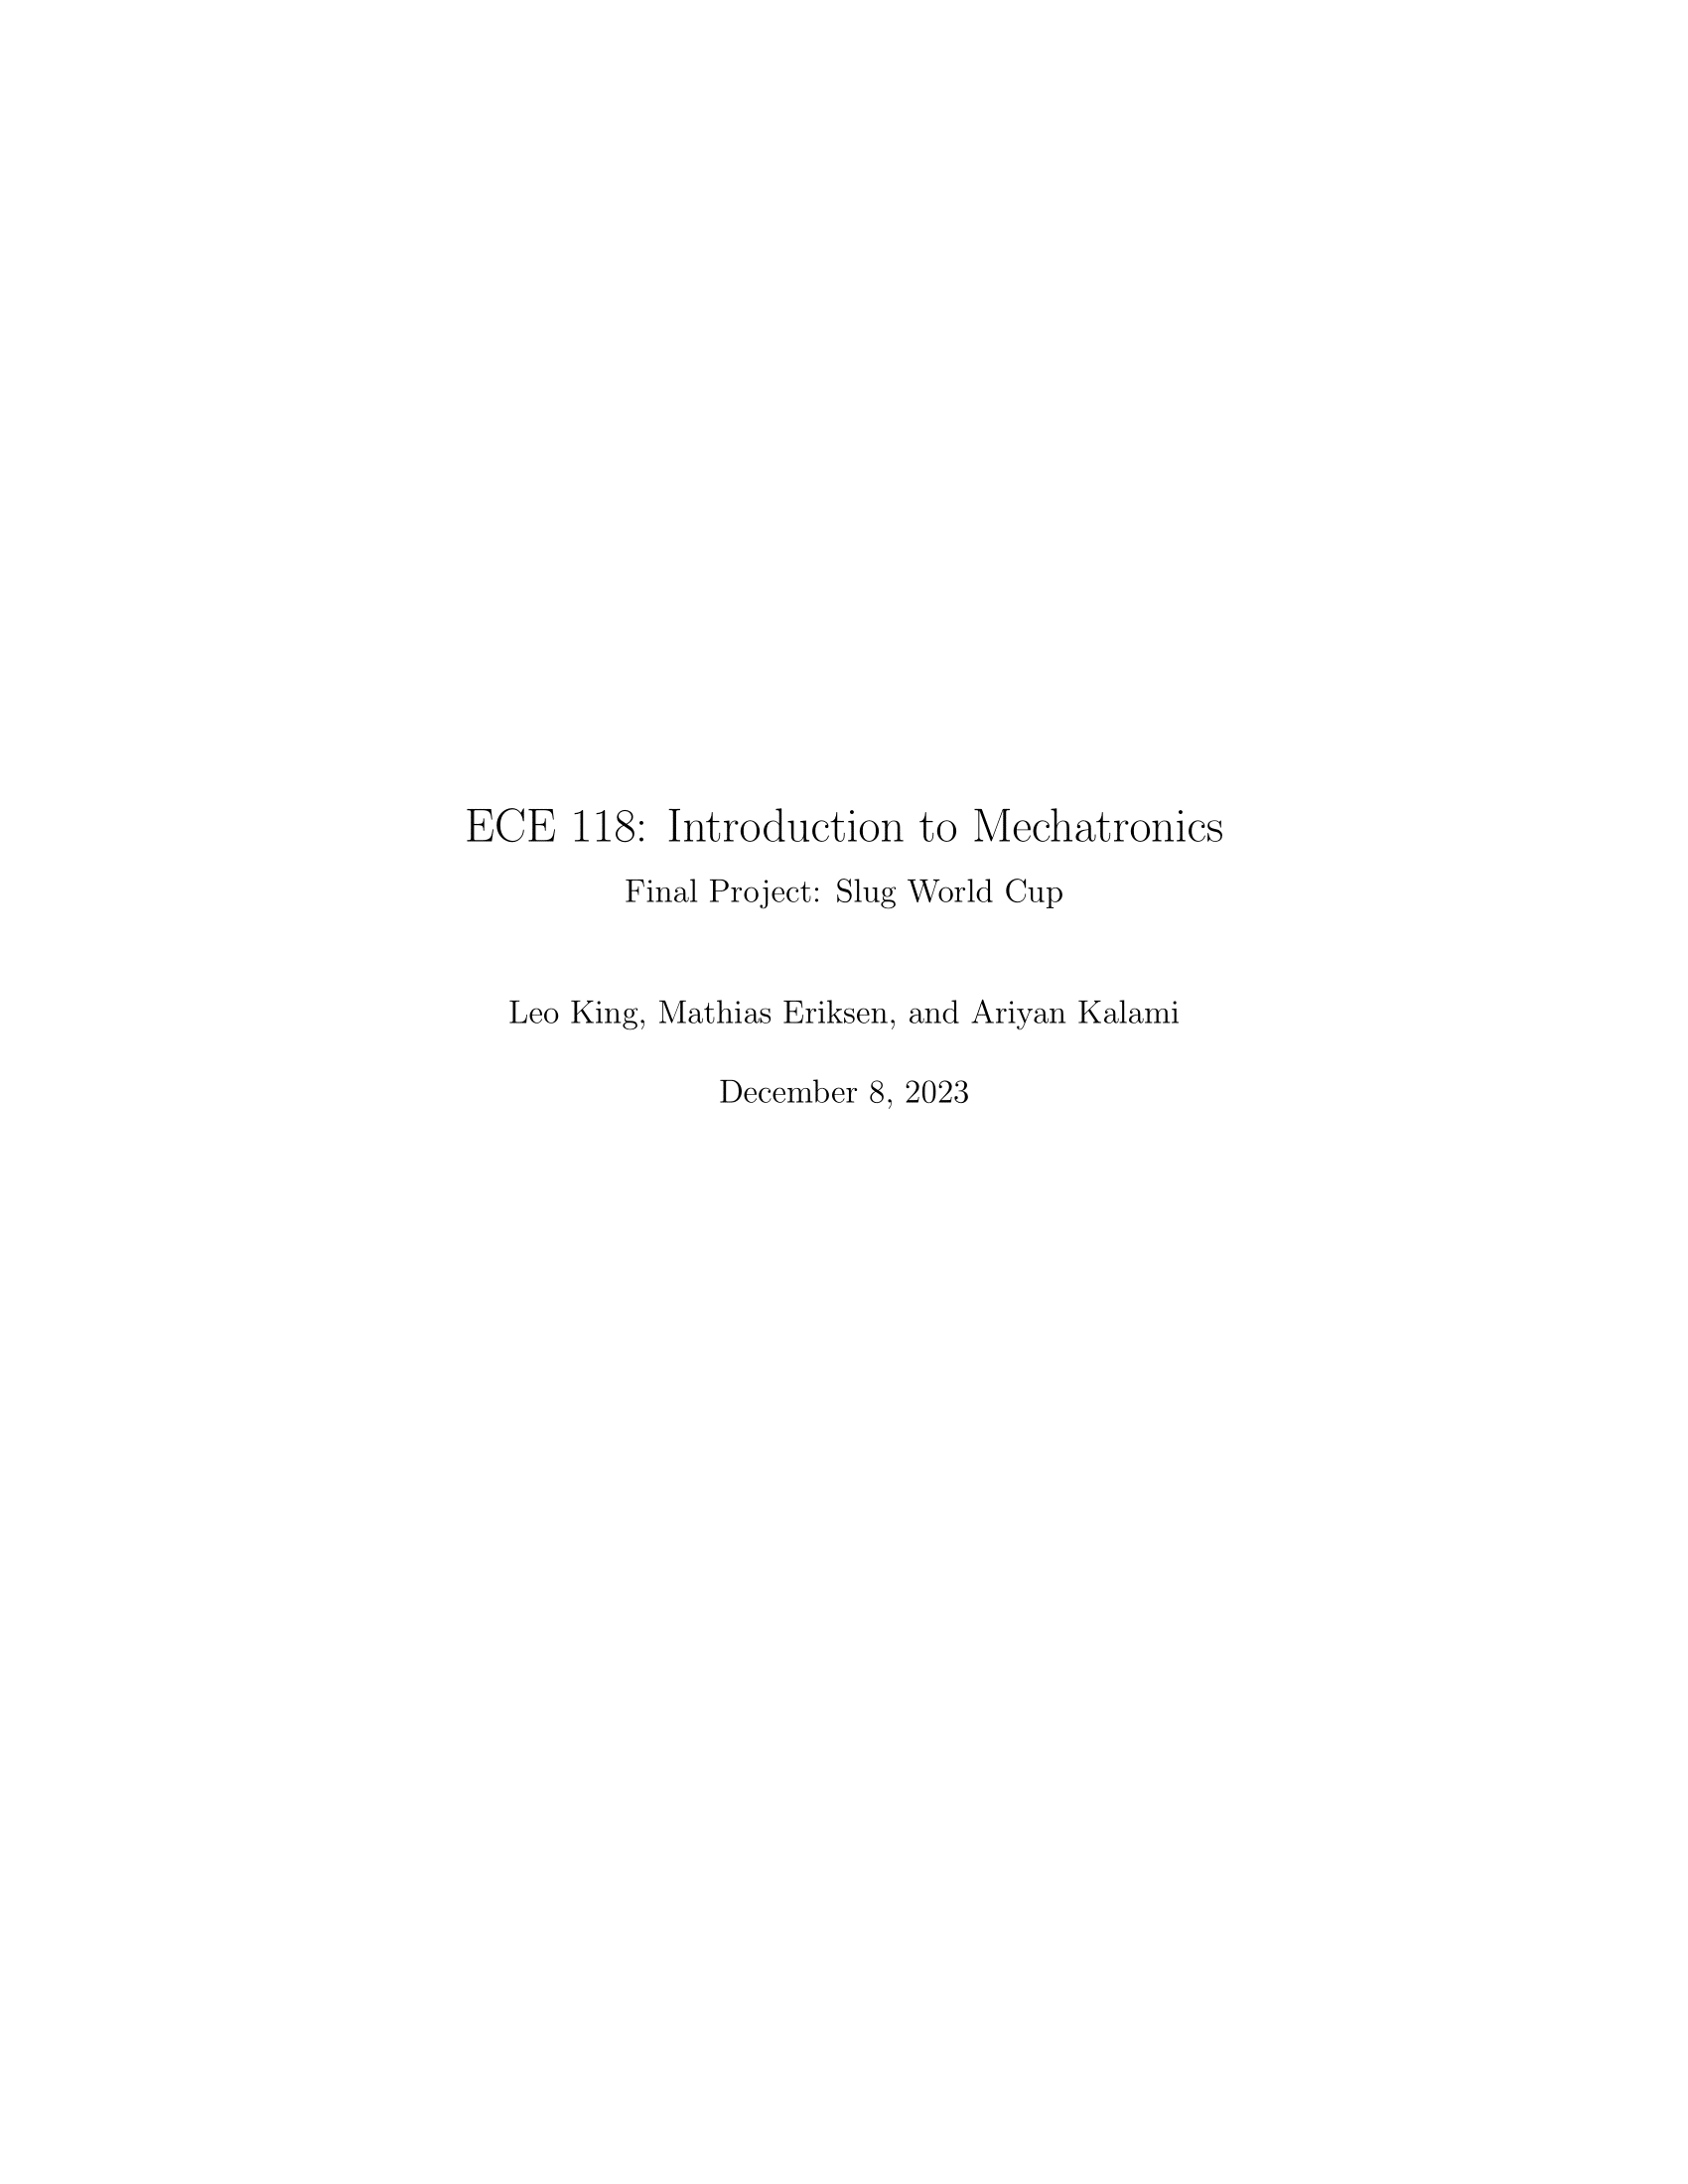 ECE 118: Introduction to Mechatronics
Final Project: Slug World Cup
Leo King, Mathias Eriksen, and Ariyan Kalami
December 8, 2023